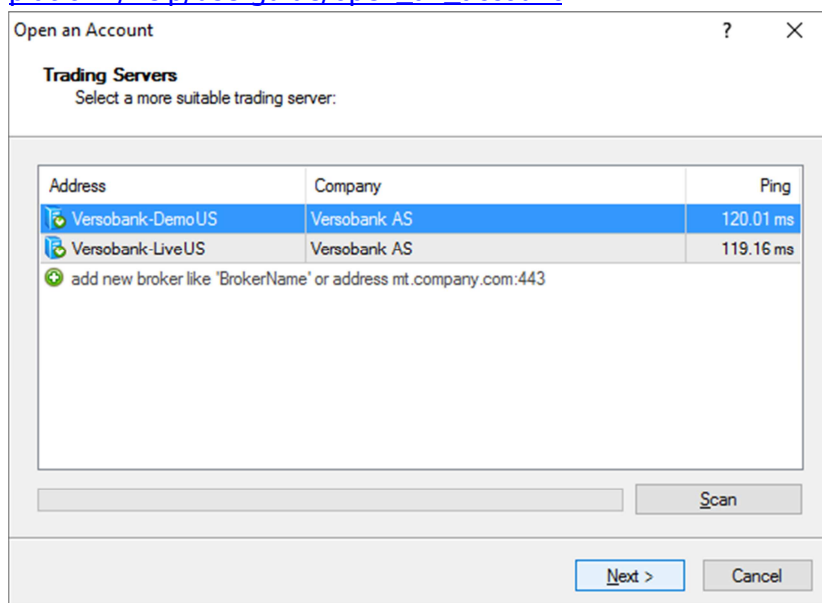 Open an Account ? ×
Trading Servers
Select a more suitable trading server:
Address Company Ping
Versobank-DemoUS Versobank AS 120.01 ms
Versobank-LiveUS Versobank AS 119.16 ms
add new broker like 'BrokerName' or address mt.company.com:443
Scan
Next > Cancel